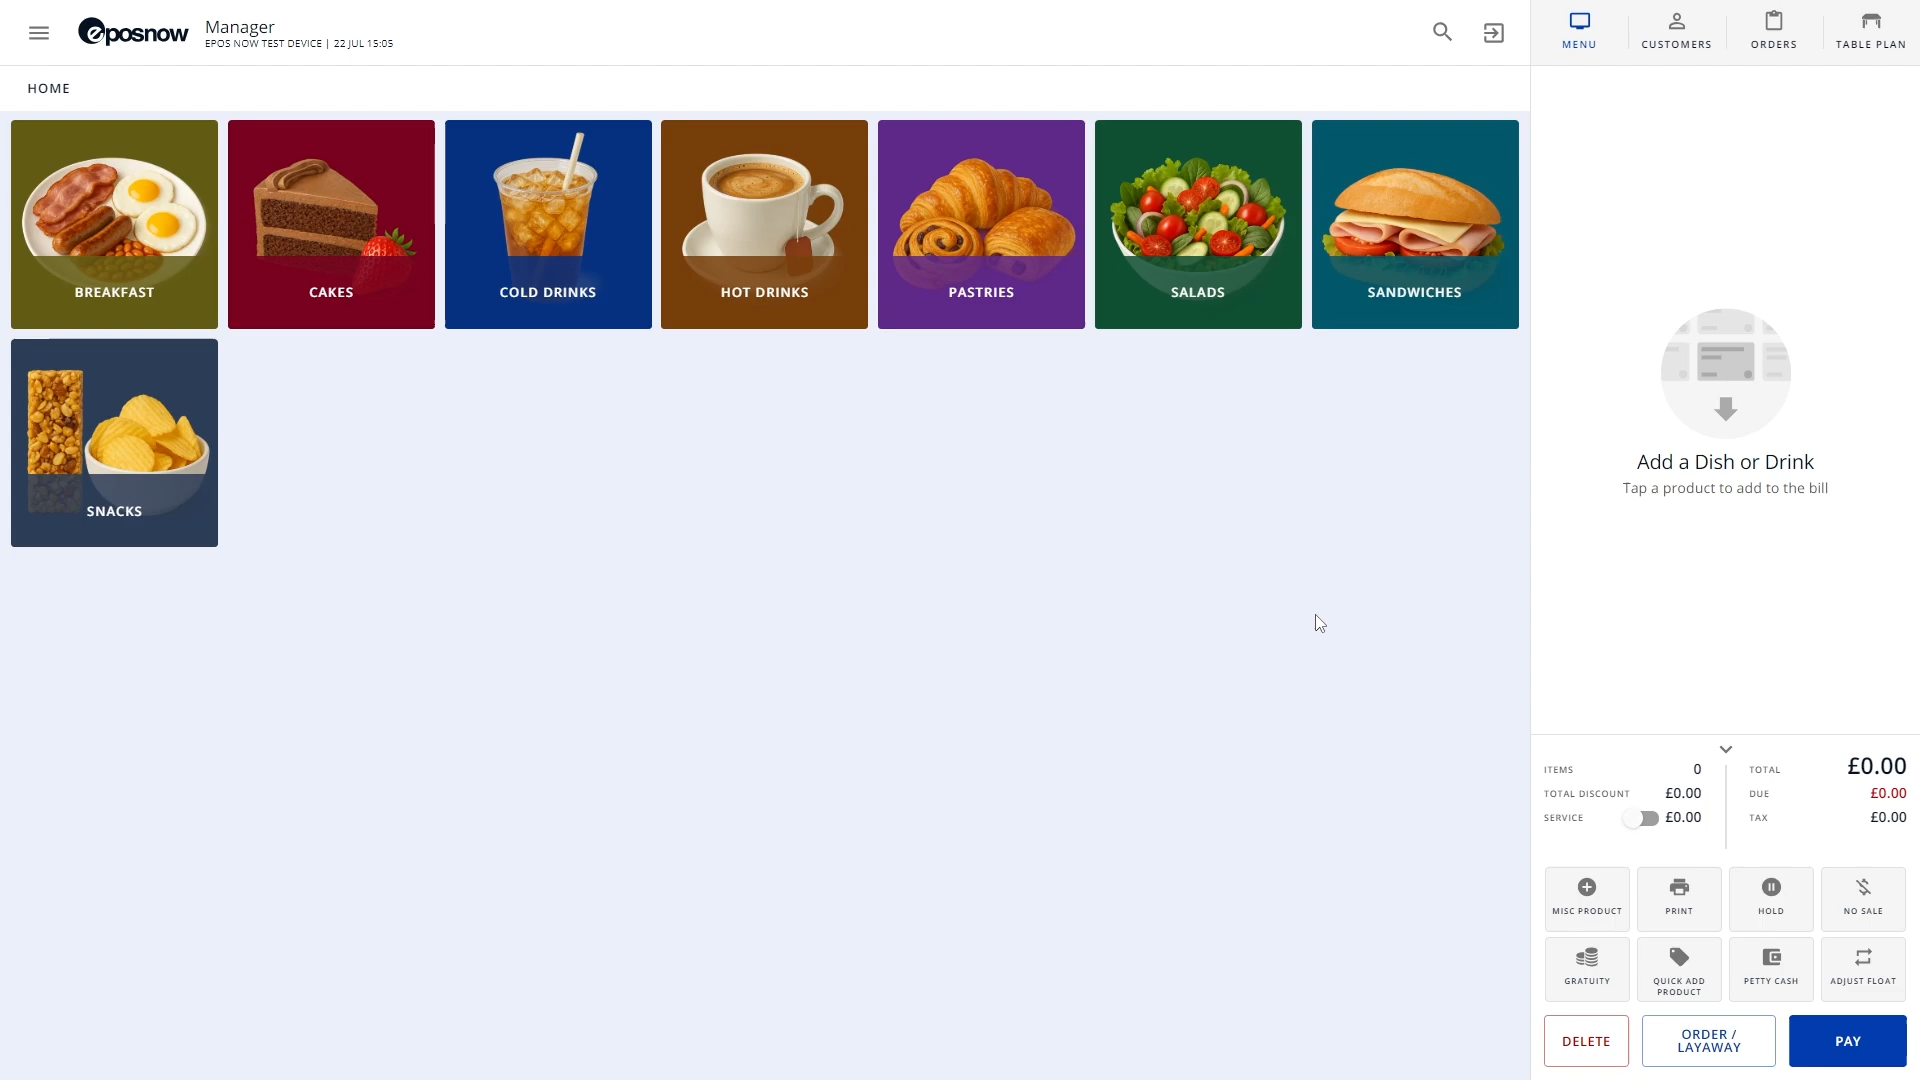 eposnow
Manager
EPOS NOW TEST DEVICE | 22 JUL 15:05
MENU
CUSTOMERS
ORDERS
TABLE PLAN
HOME
BREAKFAST
CAKES
COLD DRINKS
HOT DRINKS
PASTRIES
SALADS
SANDWICHES
SNACKS
Add a Dish or Drink
Tap a product to add to the bill
ITEMS 0
TOTAL DISCOUNT £0.00
SERVICE £0.00
TOTAL £0.00
DUE £0.00
TAX £0.00
MISC PRODUCT
PRINT
HOLD
NO SALE
GRATUITY
QUICK ADD
PRODUCT
PETTY CASH
ADJUST FLOAT
DELETE
ORDER /
LAYAWAY
PAY